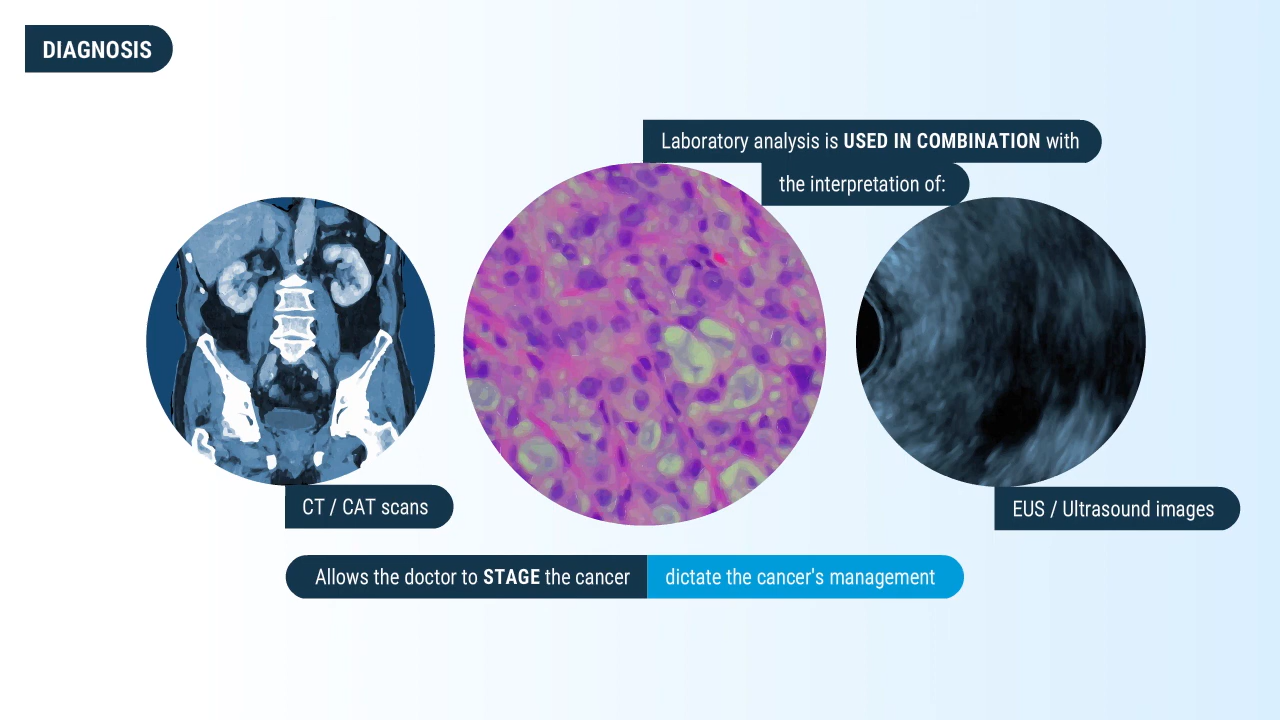 DIAGNOSIS
Laboratory analysis is USED IN COMBINATION with
the interpretation of:
CT / CAT scans
EUS / Ultrasound images
Allows the doctor to STAGE the cancer dictate the cancer's management